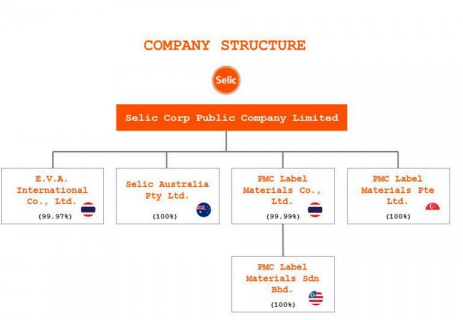 COMPANY STRUCTURE
Selic
Selic Corp Public Company Limited
E.V.A.
International
Co., Ltd.
(99.97%)
Selic Australia
Pty Ltd.
(100%)
PMC Label
Materials Co.,
Ltd.
(99.99%)
PMC Label
Materials Pte
Ltd.
(100%)
PMC Label
Materials Sdn
Bhd.
(100%)